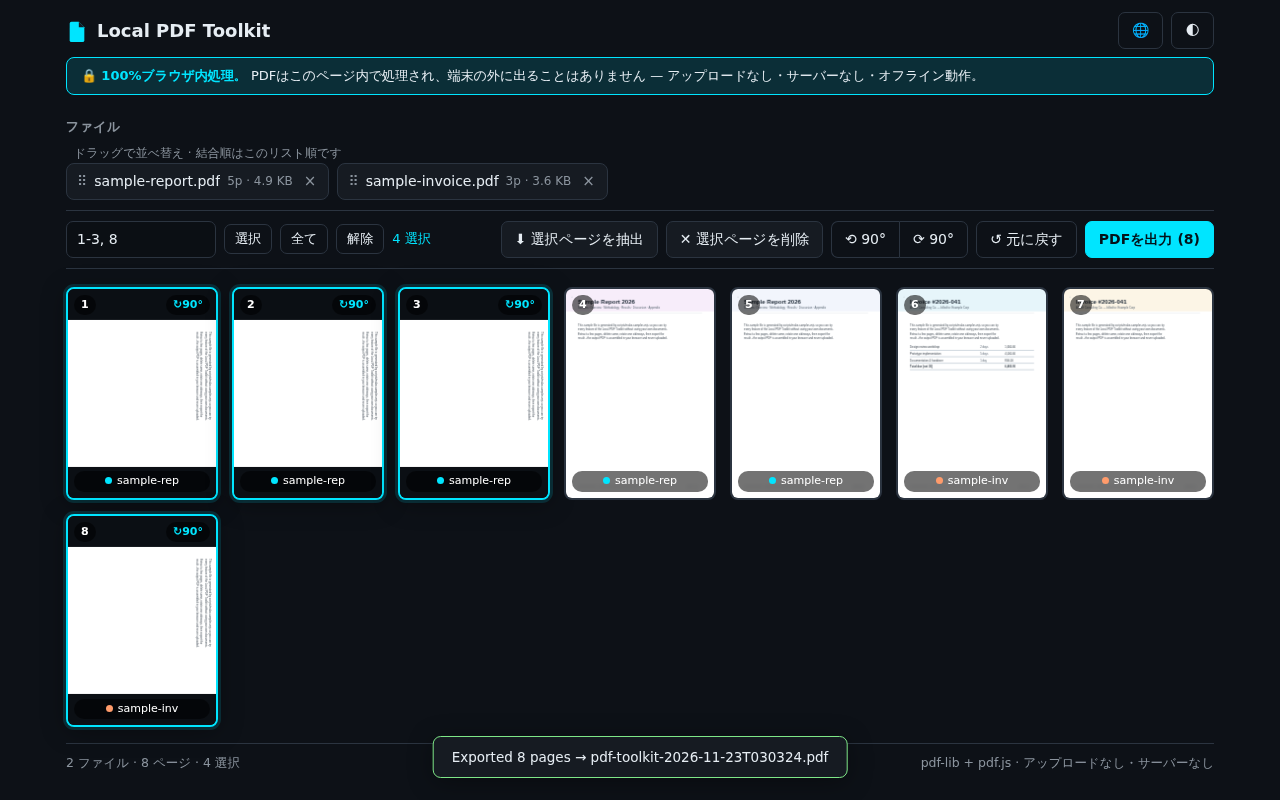 Local PDF Toolkit
🔒 100%ブラウザ内処理。 PDFはこのページ内で処理され、端末の外に出ることはありません — アップロードなし・サーバーなし・オフライン動作。
ファイル
ドラッグで並べ替え · 結合順はこのリスト順です
sample-report.pdf 5p · 4.9 KB ×
sample-invoice.pdf 3p · 3.6 KB ×
1-3, 8 選択 全て 解除 4 選択 ⬇ 選択ページを抽出 ✕ 選択ページを削除 ⟲ 90° ⟳ 90° ↺ 元に戻す PDFを出力 (8)
1 ↻90°
sample-rep
2 ↻90°
sample-rep
3 ↻90°
sample-rep
4 Report 2026
sample-rep
5 Report 2026
sample-rep
6 #2026-041
sample-inv
7 #2026-041
sample-inv
8 ↻90°
sample-inv
Exported 8 pages → pdf-toolkit-2026-11-23T030324.pdf
2 ファイル · 8 ページ · 4 選択
pdf-lib + pdf.js · アップロードなし・サーバーなし